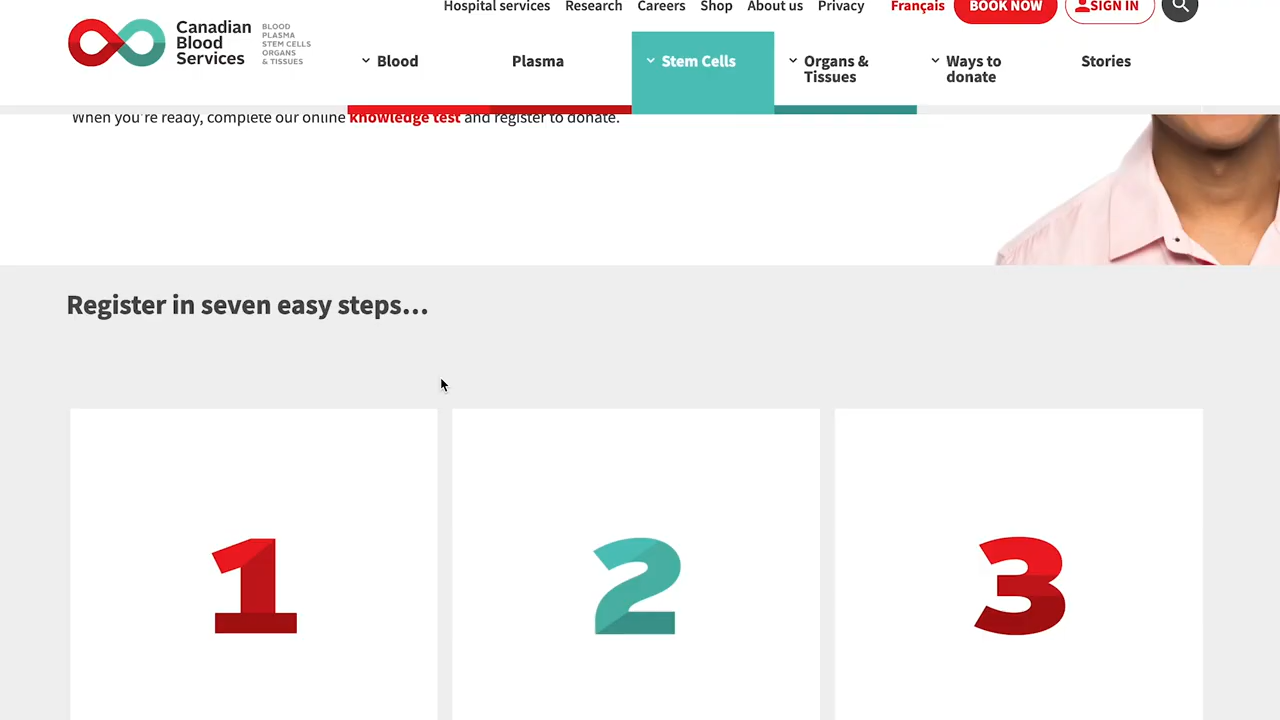 Hospital services Research Careers Shop About us Privacy Français BOOK NOW SIGN IN
Canadian
Blood
Services
BLOOD
PLASMA
STEM CELLS
ORGANS
& TISSUES
Blood
Plasma
Stem Cells
Organs &
Tissues
Ways to
donate
Stories
When you're ready, complete our online knowledge test and register to donate.
Register in seven easy steps...
1
2
3